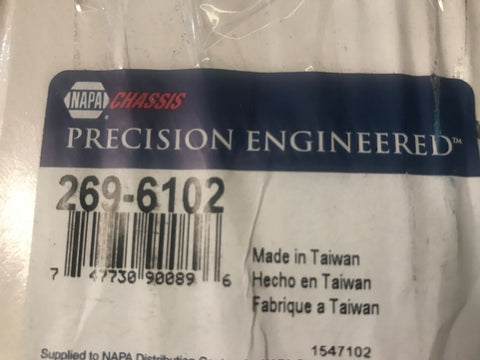 NAPA CHASSIS
®
PRECISION ENGINEERED™
269-6102
7 47730 90089 6
Made in Taiwan
Hecho en Taiwan
Fabrique a Taiwan
1547102
Supplied to NAPA Distribution